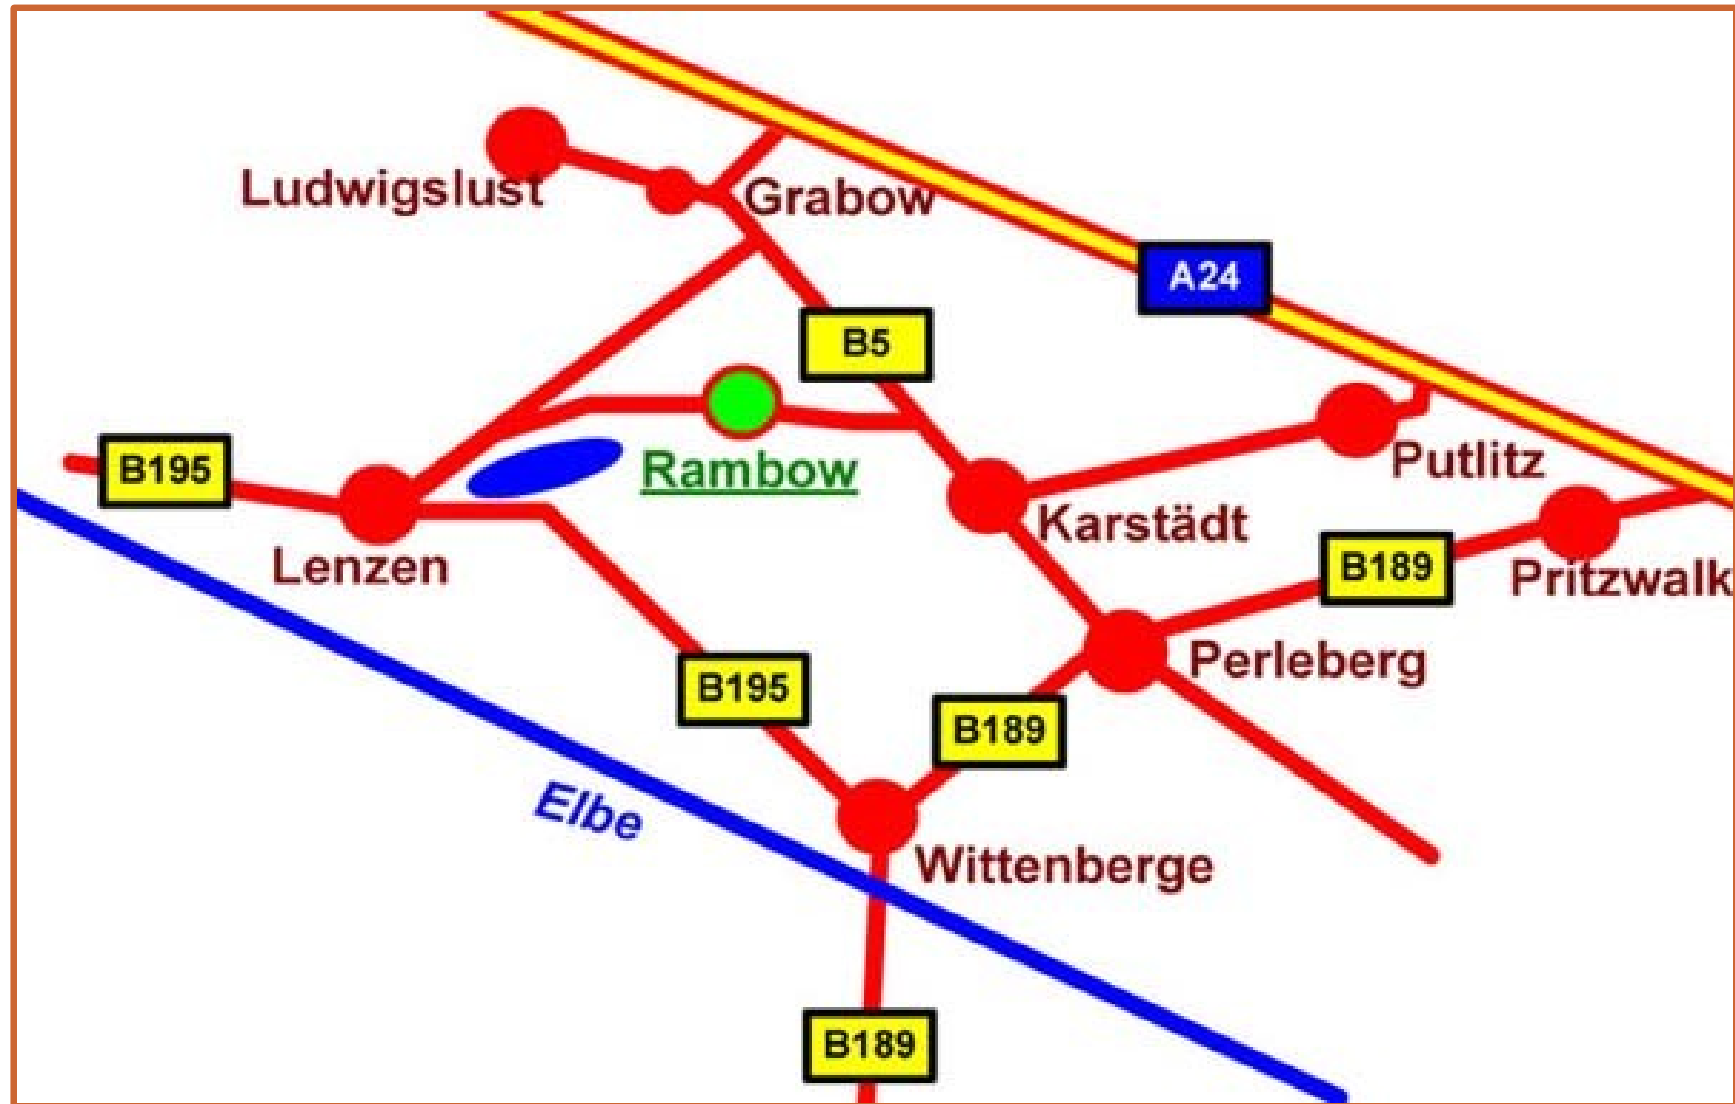 Ludwigslust
Grabow
A24
B5
B195
Rambow
Putlitz
Karstädt
Lenzen
B189
Pritzwalk
Perleberg
B195
B189
Elbe
Wittenberge
B189